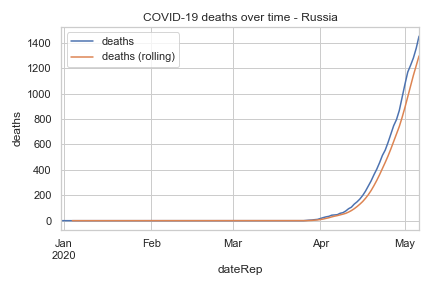 COVID-19 deaths over time - Russia
deaths
deaths (rolling)
1400
1200
1000
800
600
400
200
0
deaths
Jan Feb Mar Apr May
2020
dateRep